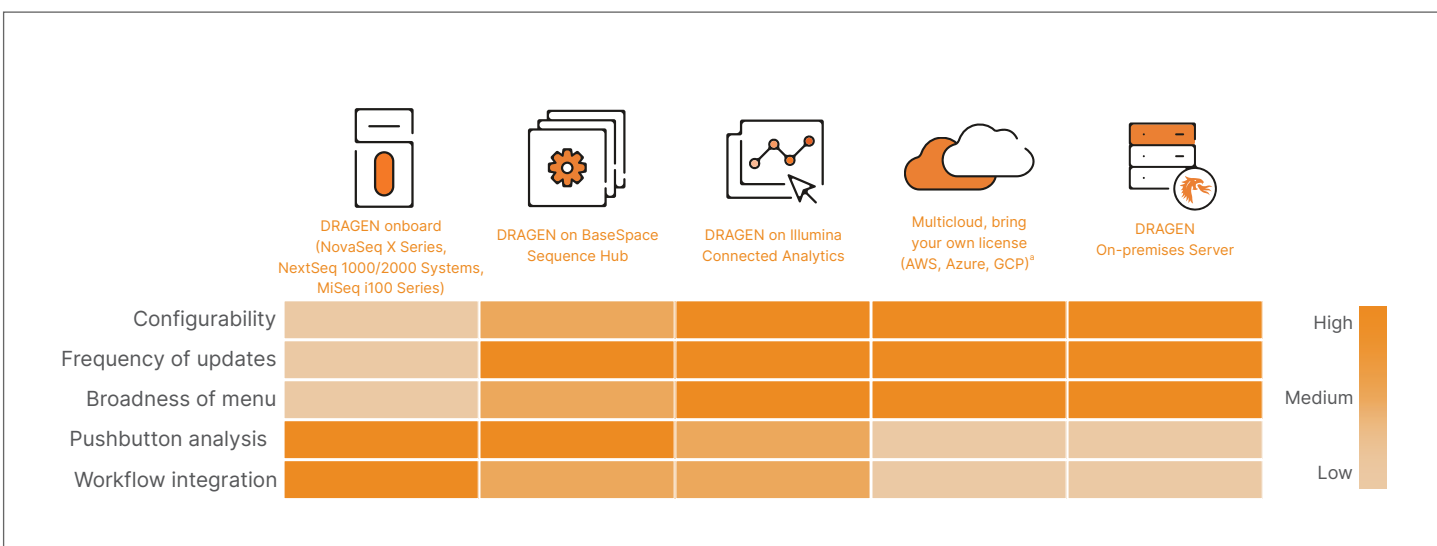 DRAGEN onboard
(NovaSeq X Series,
NextSeq 1000/2000 Systems,
MiSeq i100 Series)
DRAGEN on BaseSpace
Sequence Hub
DRAGEN on Illumina
Connected Analytics
Multicloud, bring
your own license
(AWS, Azure, GCP)ᵃ
DRAGEN
On-premises Server
Configurability
Frequency of updates
Broadness of menu
Pushbutton analysis
Workflow integration
High
Medium
Low